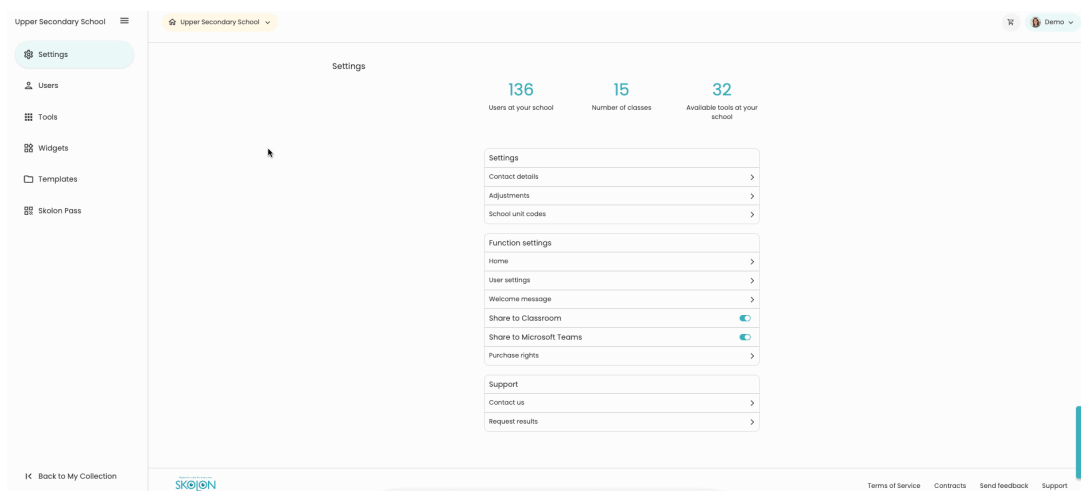 Upper Secondary School
Upper Secondary School
Demo
Settings
Users
Tools
Widgets
Templates
Skolon Pass
Back to My Collection
Settings
136
Users at your school
15
Number of classes
32
Available tools at your
school
Settings
Contact details
Adjustments
School unit codes
Function settings
Home
User settings
Welcome message
Share to Classroom
Share to Microsoft Teams
Purchase rights
Support
Contact us
Request results
SKOLON
Terms of Service
Contracts
Send feedback
Support